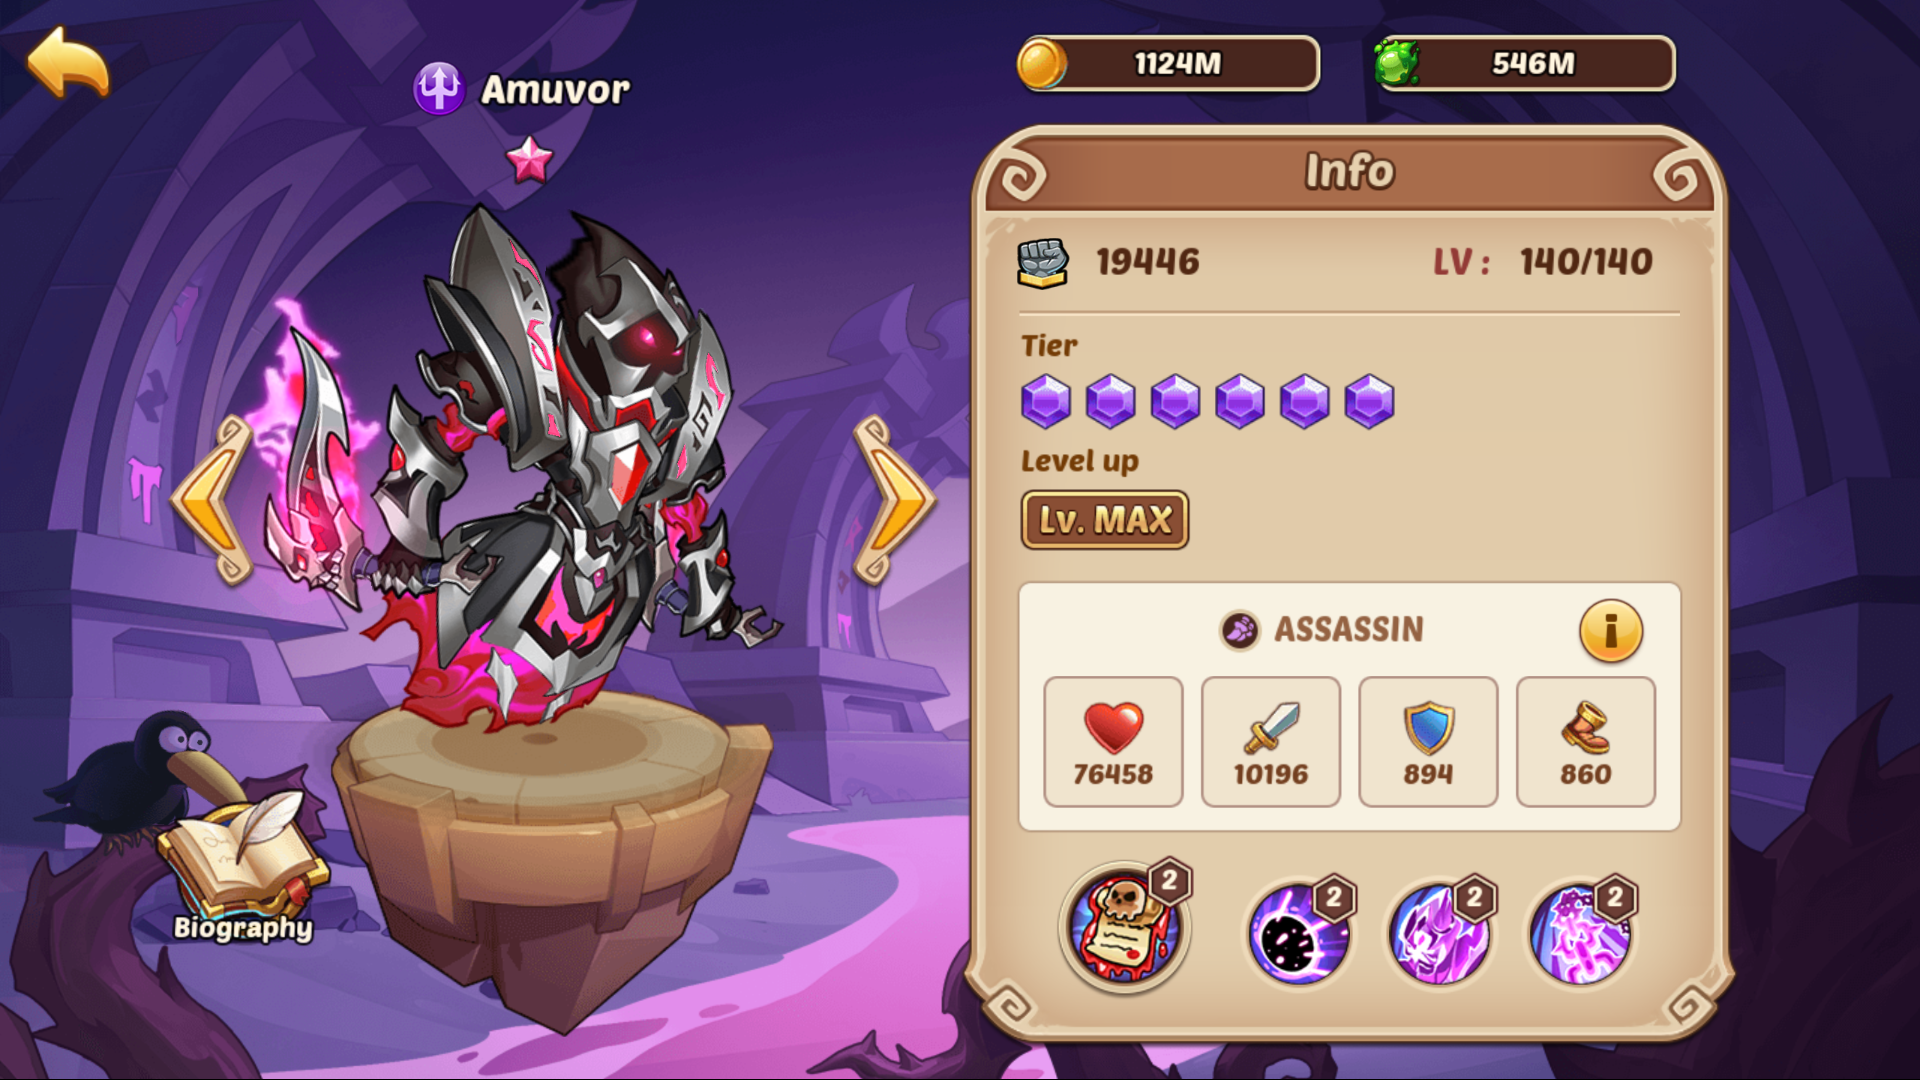 Amuvor
1124M
546M
Info
19446
LV : 140/140
Tier
Level up
Lv. MAX
ASSASSIN
76458
10196
894
860
2
2
2
2
Biography